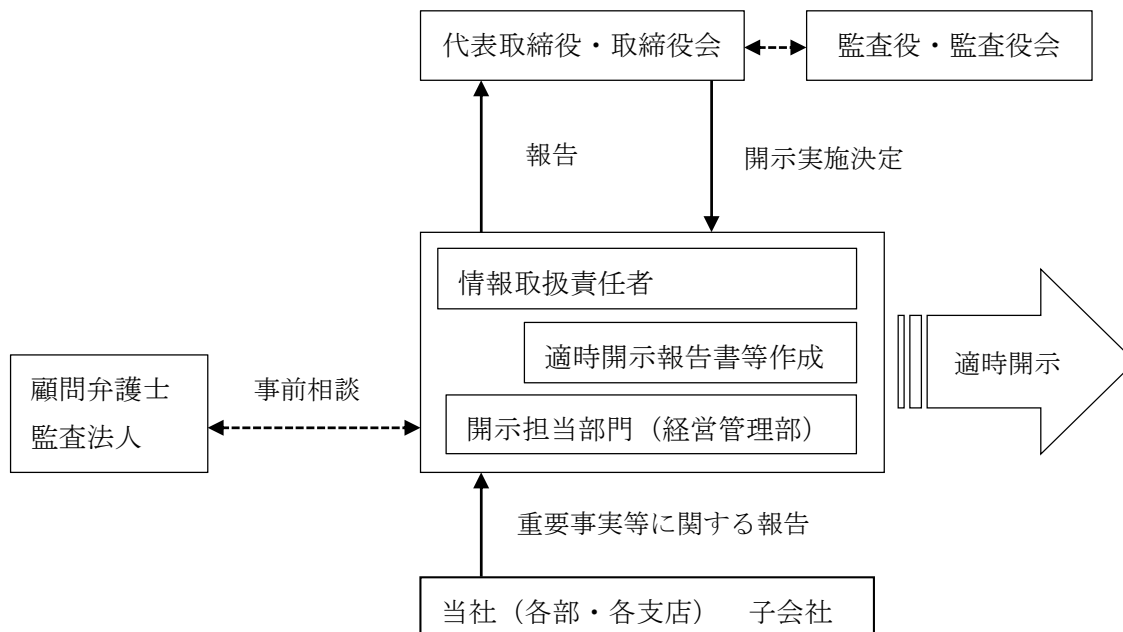 代表取締役・取締役会
監査役・監査役会
報告
開示実施決定
情報取扱責任者
適時開示報告書等作成
適時開示
顧問弁護士
監査法人
事前相談
開示担当部門（経営管理部）
重要事実等に関する報告
当社（各部・各支店）　子会社